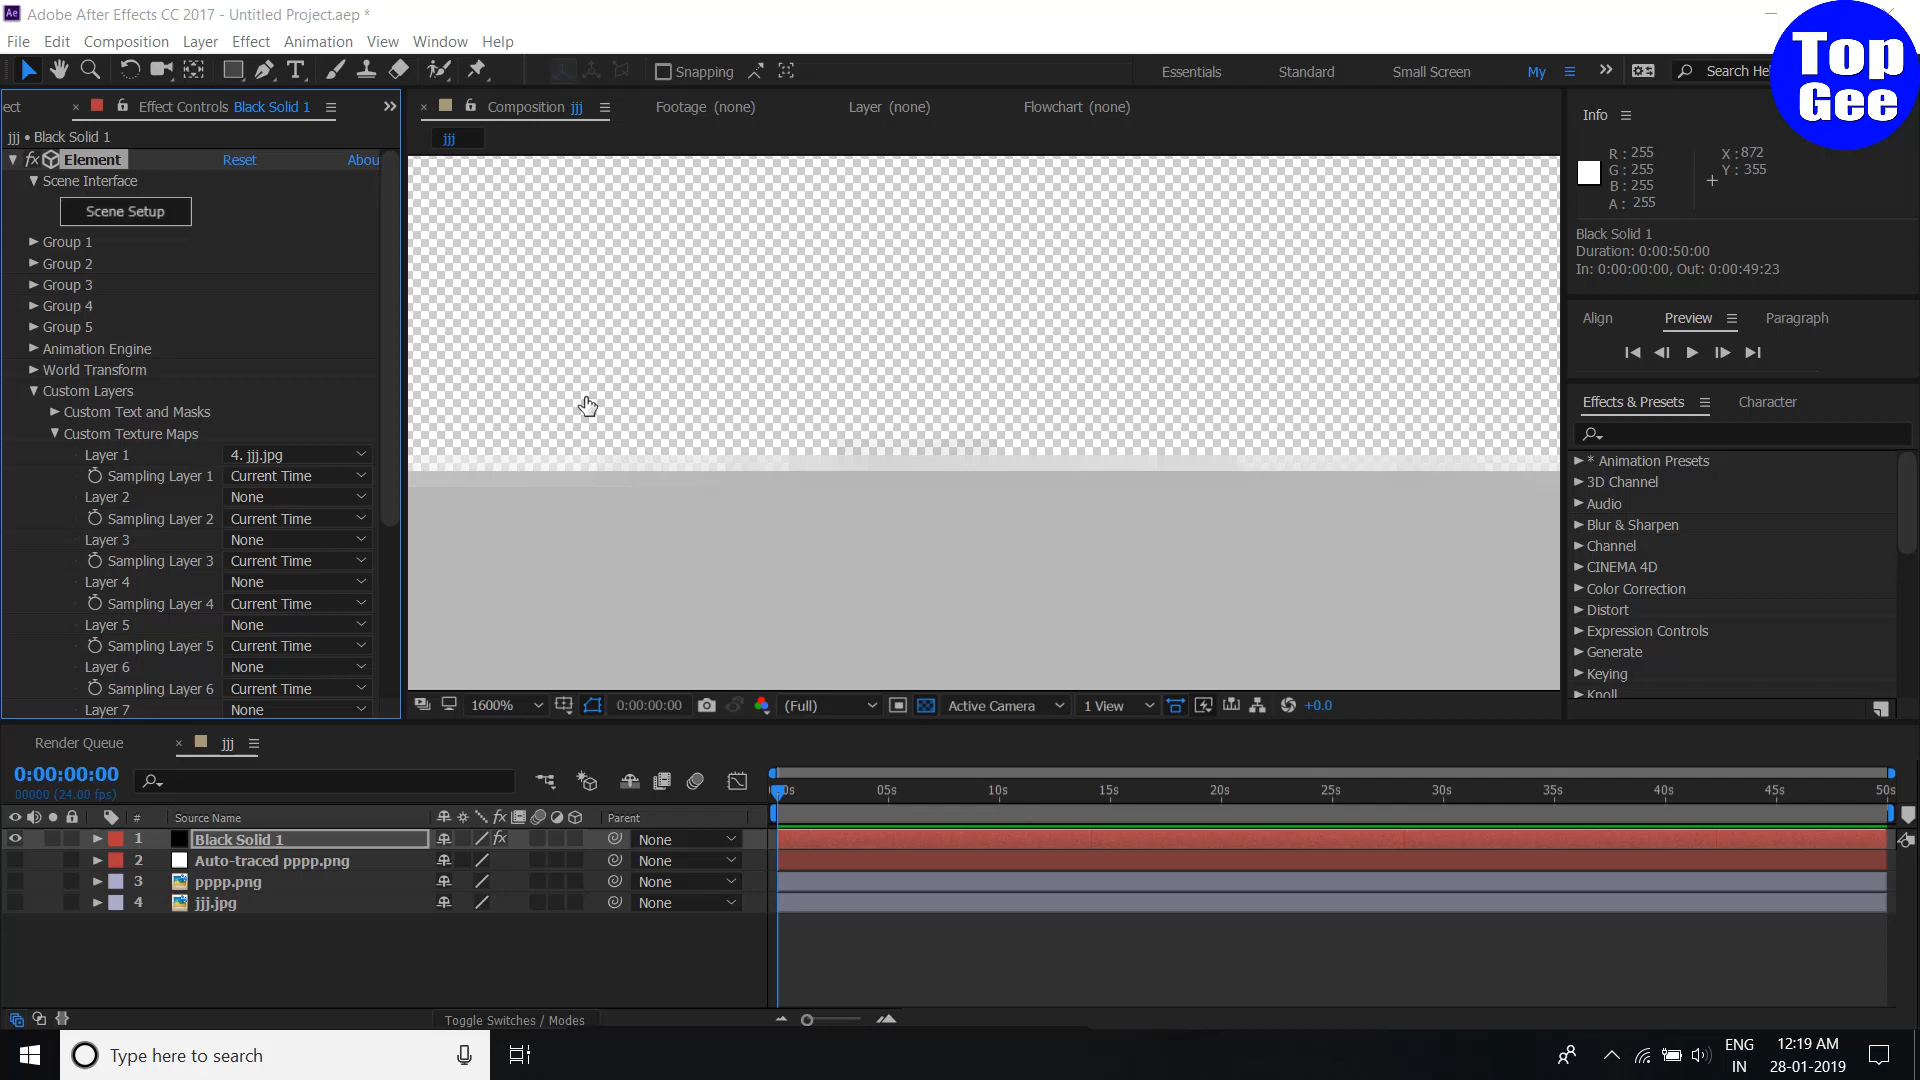 Adobe After Effects CC 2017 - Untitled Project.aep *
File Edit Composition Layer Effect Animation View Window Help
Snapping
Essentials Standard Small Screen My
Search He
Top
Gee
ect
Effect Controls Black Solid 1
Composition jjj
Footage (none)
Layer (none)
Flowchart (none)
jjj • Black Solid 1
jjj
Element Reset Abou
Scene Interface
Scene Setup
Group 1
Group 2
Group 3
Group 4
Group 5
Animation Engine
World Transform
Custom Layers
Custom Text and Masks
Custom Texture Maps
Layer 1 4. jjj.jpg
Sampling Layer 1 Current Time
Layer 2 None
Sampling Layer 2 Current Time
Layer 3 None
Sampling Layer 3 Current Time
Layer 4 None
Sampling Layer 4 Current Time
Layer 5 None
Sampling Layer 5 Current Time
Layer 6 None
Sampling Layer 6 Current Time
Layer 7 None
1600% 0:00:00:00 (Full) Active Camera 1 View +0.0
Info
R : 255 X : 872
G : 255 Y : 355
B : 255
A : 255
Black Solid 1
Duration: 0:00:50:00
In: 0:00:00:00, Out: 0:00:49:23
Align Preview Paragraph
Effects & Presets Character
* Animation Presets
3D Channel
Audio
Blur & Sharpen
Channel
CINEMA 4D
Color Correction
Distort
Expression Controls
Generate
Keying
Knoll
Render Queue jjj
0:00:00:00
00000 (24.00 fps)
0s 05s 10s 15s 20s 25s 30s 35s 40s 45s 50s
# Source Name fx Parent
1 Black Solid 1 fx None
2 Auto-traced pppp.png None
3 pppp.png None
4 jjj.jpg None
Toggle Switches / Modes
Type here to search
ENG
IN
12:19 AM
28-01-2019